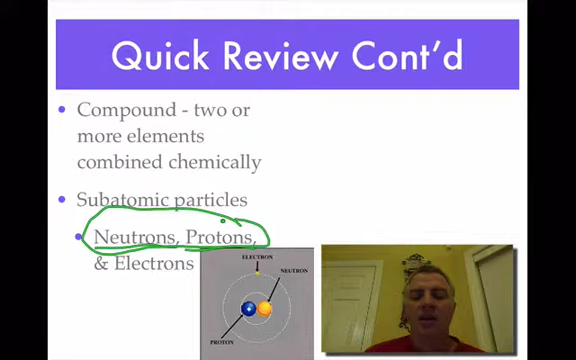 Quick Review Cont'd
• Compound - two or
more elements
combined chemically
• Subatomic particles
• Neutrons, Protons,
& Electrons
ELECTRON
NEUTRON
+
PROTON